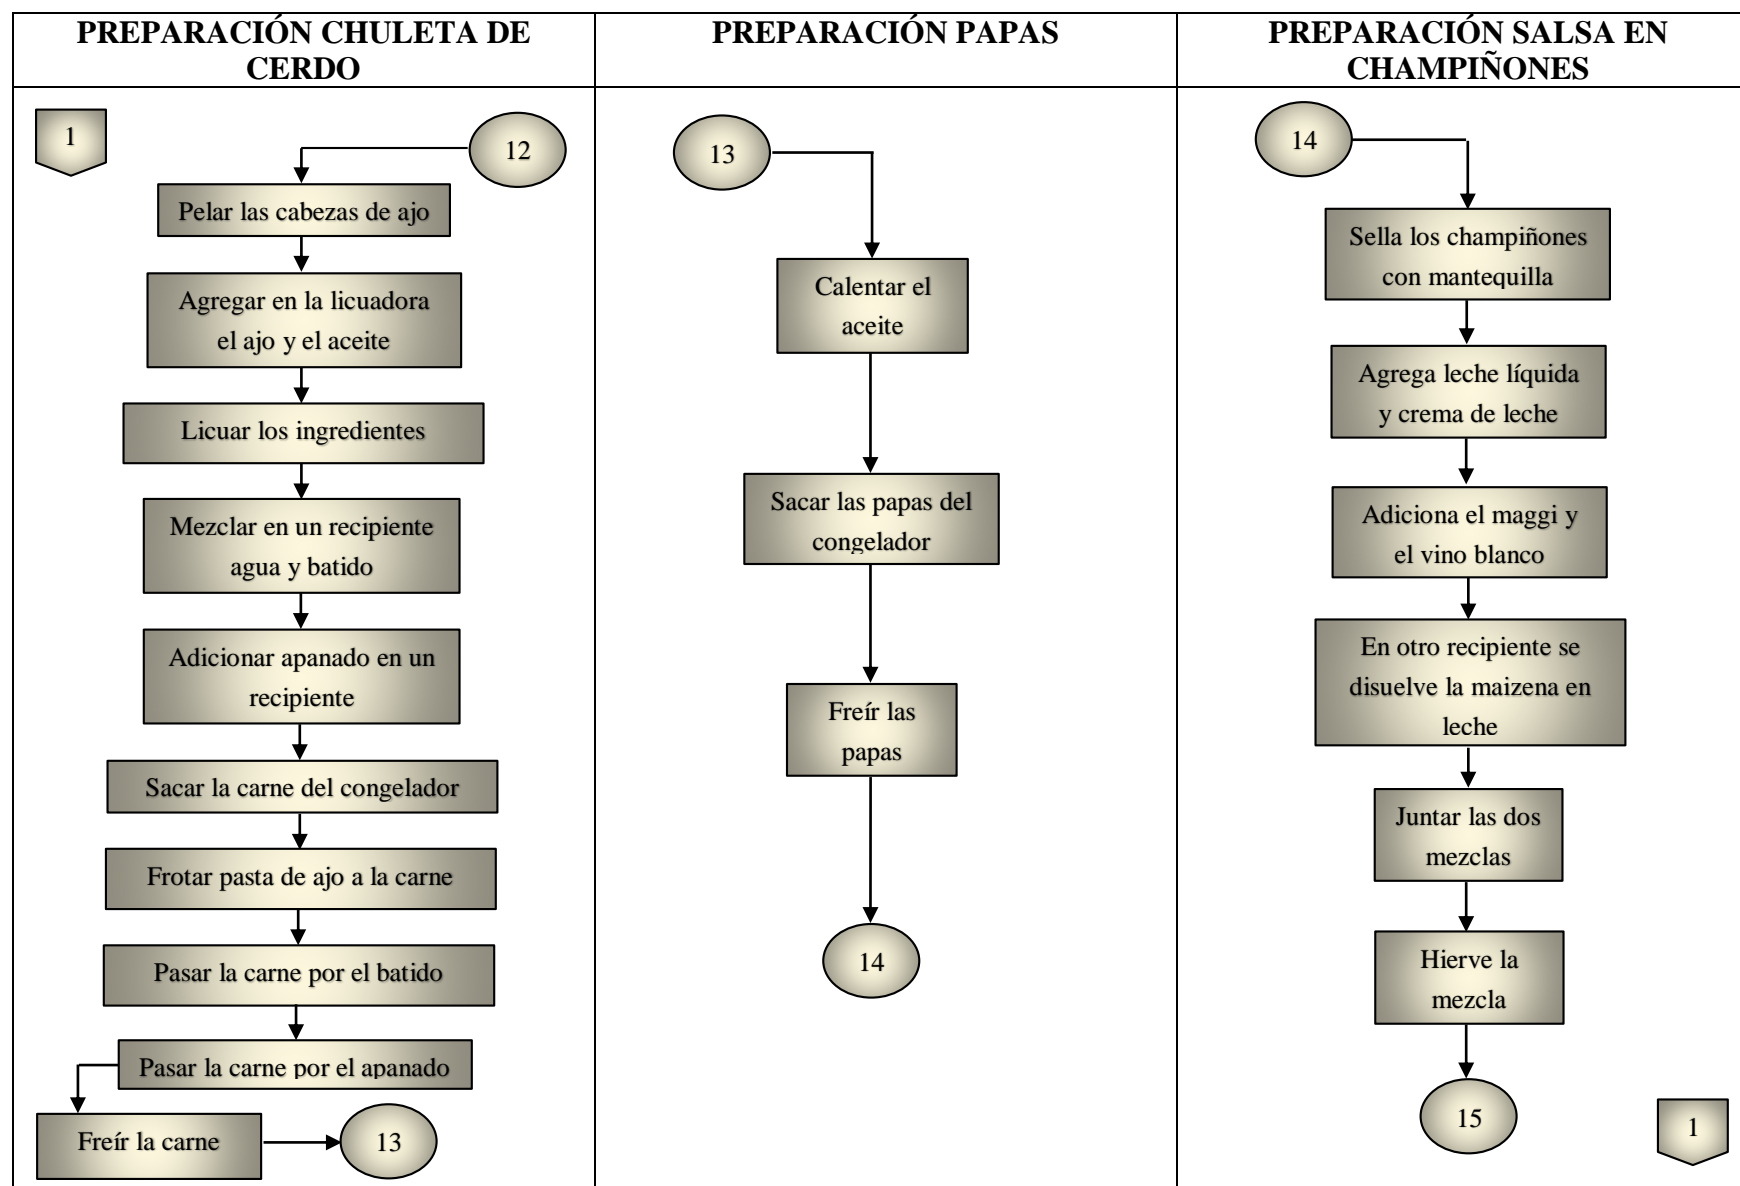 PREPARACIÓN CHULETA DE
CERDO
1
12
Pelar las cabezas de ajo
Agregar en la licuadora
el ajo y el aceite
Licuar los ingredientes
Mezclar en un recipiente
agua y batido
Adicionar apanado en un
recipiente
Sacar la carne del congelador
Frotar pasta de ajo a la carne
Pasar la carne por el batido
Pasar la carne por el apanado
Freír la carne
13
PREPARACIÓN PAPAS
13
Calentar el
aceite
Sacar las papas del
congelador
Freír las
papas
14
PREPARACIÓN SALSA EN
CHAMPIÑONES
14
Sella los champiñones
con mantequilla
Agrega leche líquida
y crema de leche
Adiciona el maggi y
el vino blanco
En otro recipiente se
disuelve la maizena en
leche
Juntar las dos
mezclas
Hierve la
mezcla
15
1